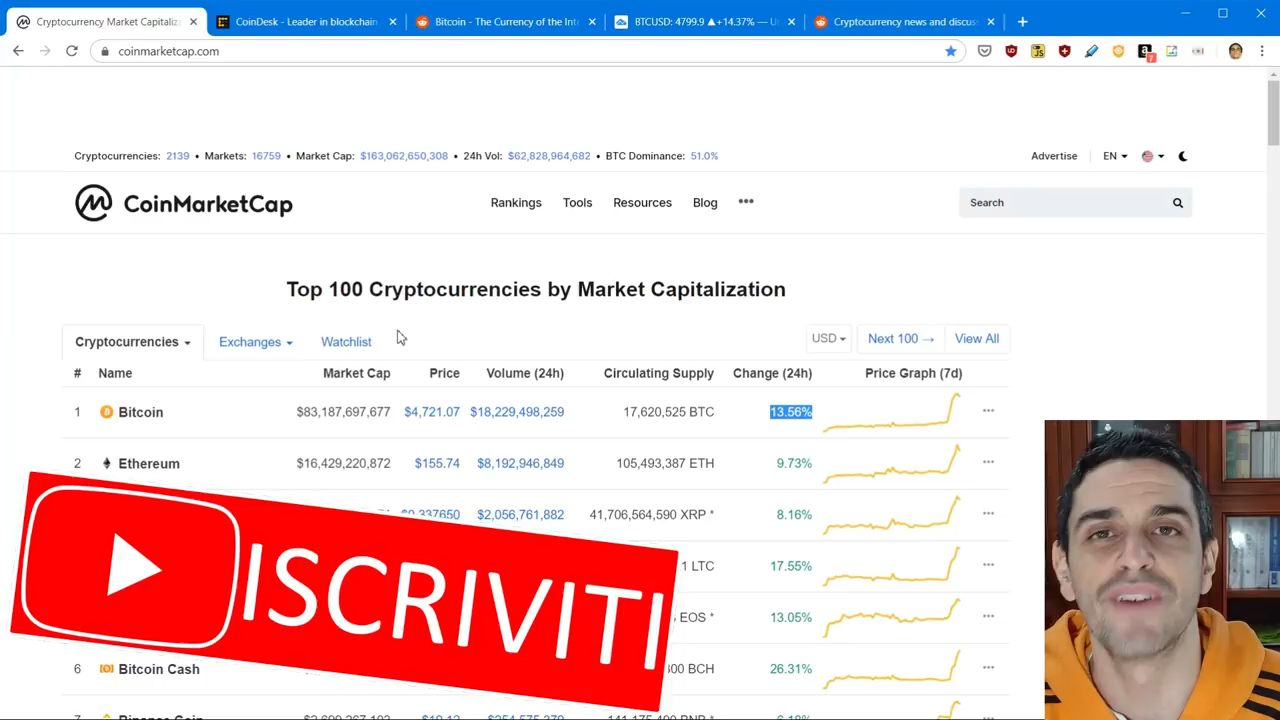 Cryptocurrency Market Capitaliza
CoinDesk - Leader in blockchain
Bitcoin - The Currency of the Int
BTCUSD: 4799.9 ▲+14.37% — U
Cryptocurrency news and discus
coinmarketcap.com
7
Cryptocurrencies: 2139 • Markets: 16759 • Market Cap: $163,062,650,308 • 24h Vol: $62,828,964,682 • BTC Dominance: 51.0%
Advertise EN
CoinMarketCap
Rankings Tools Resources Blog •••
Search
Top 100 Cryptocurrencies by Market Capitalization
Cryptocurrencies Exchanges Watchlist
USD Next 100 → View All
# Name Market Cap Price Volume (24h) Circulating Supply Change (24h) Price Graph (7d)
1 Bitcoin $83,187,697,677 $4,721.07 $18,229,498,259 17,620,525 BTC 13.56%
2 Ethereum $16,429,220,872 $155.74 $8,192,946,849 105,493,387 ETH 9.73%
$2,056,761,882 41,706,564,590 XRP * 8.16%
1 LTC 17.55%
EOS * 13.05%
6 Bitcoin Cash BCH 26.31%
ISCRIVITI